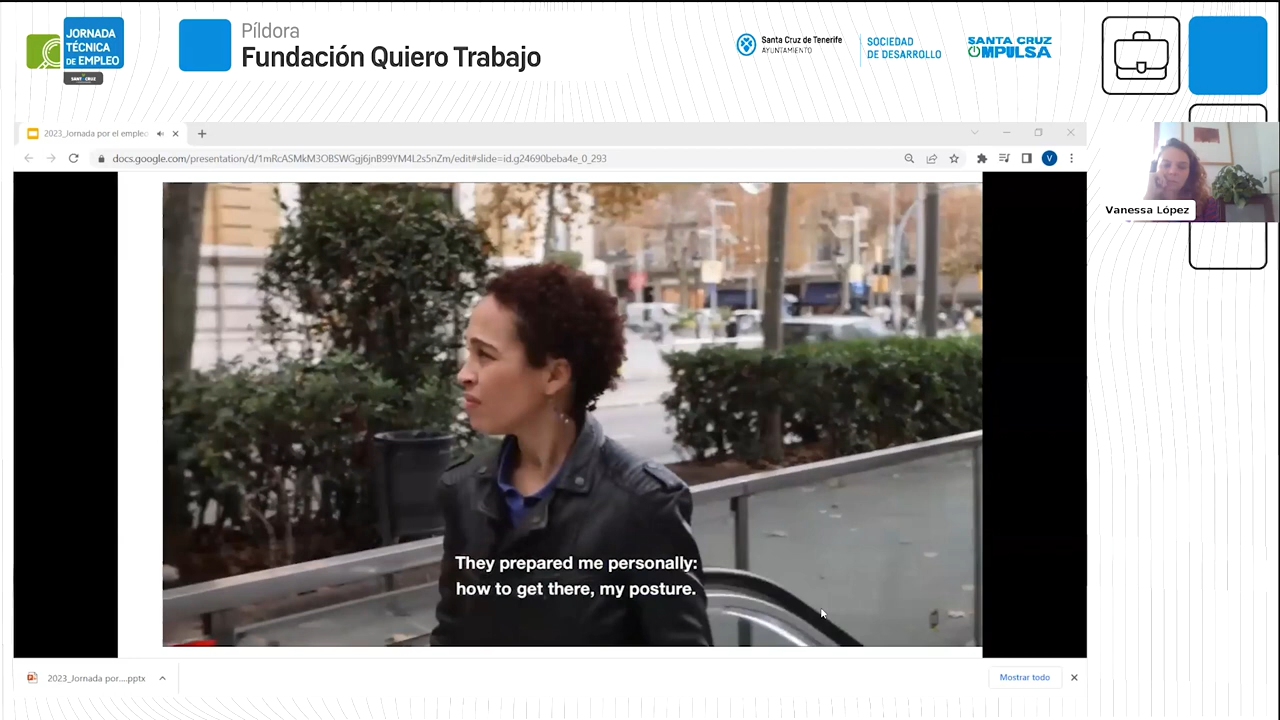 JORNADA
TÉCNICA
DE EMPLEO
Píldora
Fundación Quiero Trabajo
Santa Cruz de Tenerife
AYUNTAMIENTO
SOCIEDAD
DE DESARROLLO
SANTA CRUZ
IMPULSA
2023_Jornada por el empleo
docs.google.com/presentation/d/1mRcASMkM3OBSWGgj6jnB99YM4L2s5nZm/edit#slide=id.g24690beba4e_0_293
V
Vanessa López
They prepared me personally:
how to get there, my posture.
2023_Jornada por....pptx
Mostrar todo